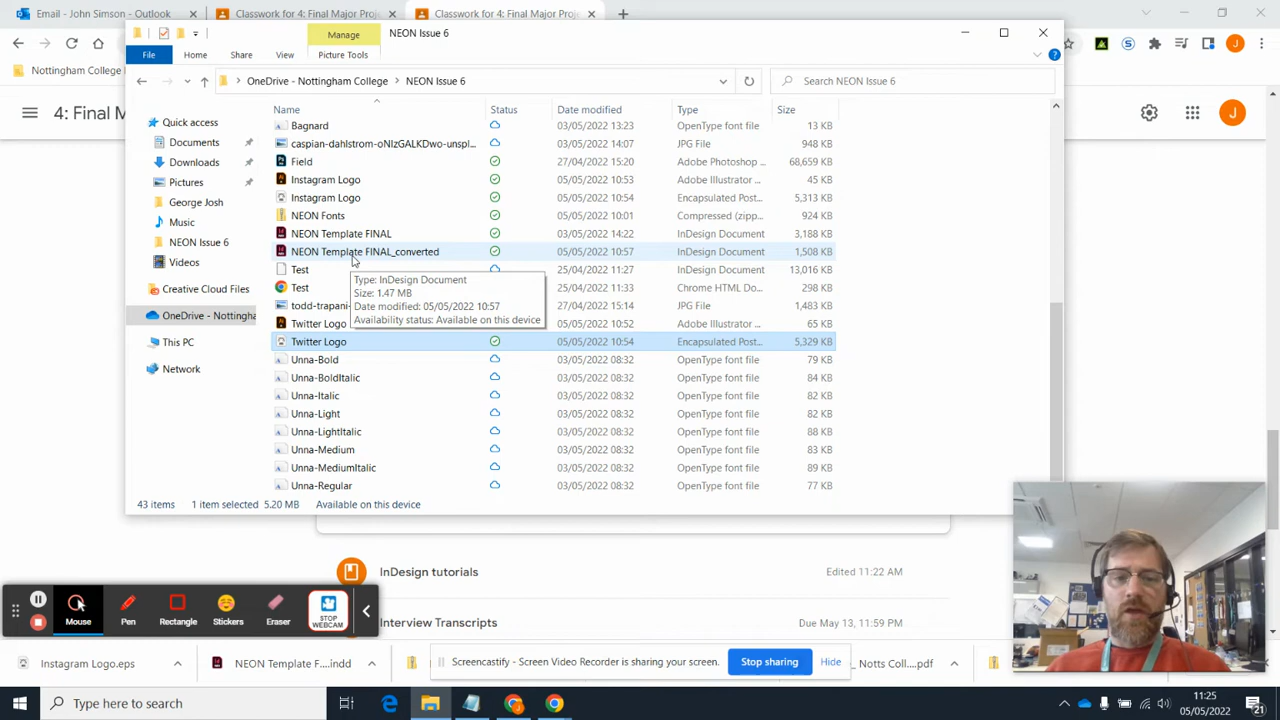 Email - Jon Simmons - Outlook
Classwork for 4: Final Major Proje
Classwork for 4: Final Major Proje
Nottingham College I
4: Final M
J
Manage
NEON Issue 6
File
Home
Share
View
Picture Tools
OneDrive - Nottingham College
NEON Issue 6
Search NEON Issue 6
Name
Status
Date modified
Type
Size
Quick access
Documents
Downloads
Pictures
George Josh
Music
NEON Issue 6
Videos
Creative Cloud Files
OneDrive - Nottingha
This PC
Network
Bagnard 03/05/2022 13:23 OpenType font file 13 KB
caspian-dahlstrom-oNIzGALKDwo-unspl... 03/05/2022 14:07 JPG File 948 KB
Field 27/04/2022 15:20 Adobe Photoshop ... 68,659 KB
Instagram Logo 05/05/2022 10:53 Adobe Illustrator ... 45 KB
Instagram Logo 05/05/2022 10:54 Encapsulated Post... 5,313 KB
NEON Fonts 05/05/2022 10:01 Compressed (zipp... 924 KB
NEON Template FINAL 03/05/2022 14:22 InDesign Document 3,188 KB
NEON Template FINAL_converted 05/05/2022 10:57 InDesign Document 1,508 KB
Test 25/04/2022 11:27 InDesign Document 13,016 KB
Test 25/04/2022 11:33 Chrome HTML Do... 298 KB
todd-trapani- 27/04/2022 15:14 JPG File 1,483 KB
Twitter Logo 05/05/2022 10:52 Adobe Illustrator ... 65 KB
Twitter Logo 05/05/2022 10:54 Encapsulated Post... 5,329 KB
Unna-Bold 03/05/2022 08:32 OpenType font file 79 KB
Unna-BoldItalic 03/05/2022 08:32 OpenType font file 84 KB
Unna-Italic 03/05/2022 08:32 OpenType font file 82 KB
Unna-Light 03/05/2022 08:32 OpenType font file 82 KB
Unna-LightItalic 03/05/2022 08:32 OpenType font file 88 KB
Unna-Medium 03/05/2022 08:32 OpenType font file 80 KB
Unna-MediumItalic 03/05/2022 08:32 OpenType font file 89 KB
Unna-Regular 03/05/2022 08:32 OpenType font file 77 KB
Type: InDesign Document
Size: 1.47 MB
Date modified: 05/05/2022 10:57
Availability status: Available on this device
43 items 1 item selected 5.20 MB Available on this device
InDesign tutorials
Edited 11:22 AM
Interview Transcripts
Due May 13, 11:59 PM
Mouse
Pen
Rectangle
Stickers
Eraser
STOP
WEBCAM
Instagram Logo.eps
NEON Template F....indd
Screencastify - Screen Video Recorder is sharing your screen.
Stop sharing
Hide
_ Notts Coll....pdf
Type here to search
11:25
05/05/2022
21